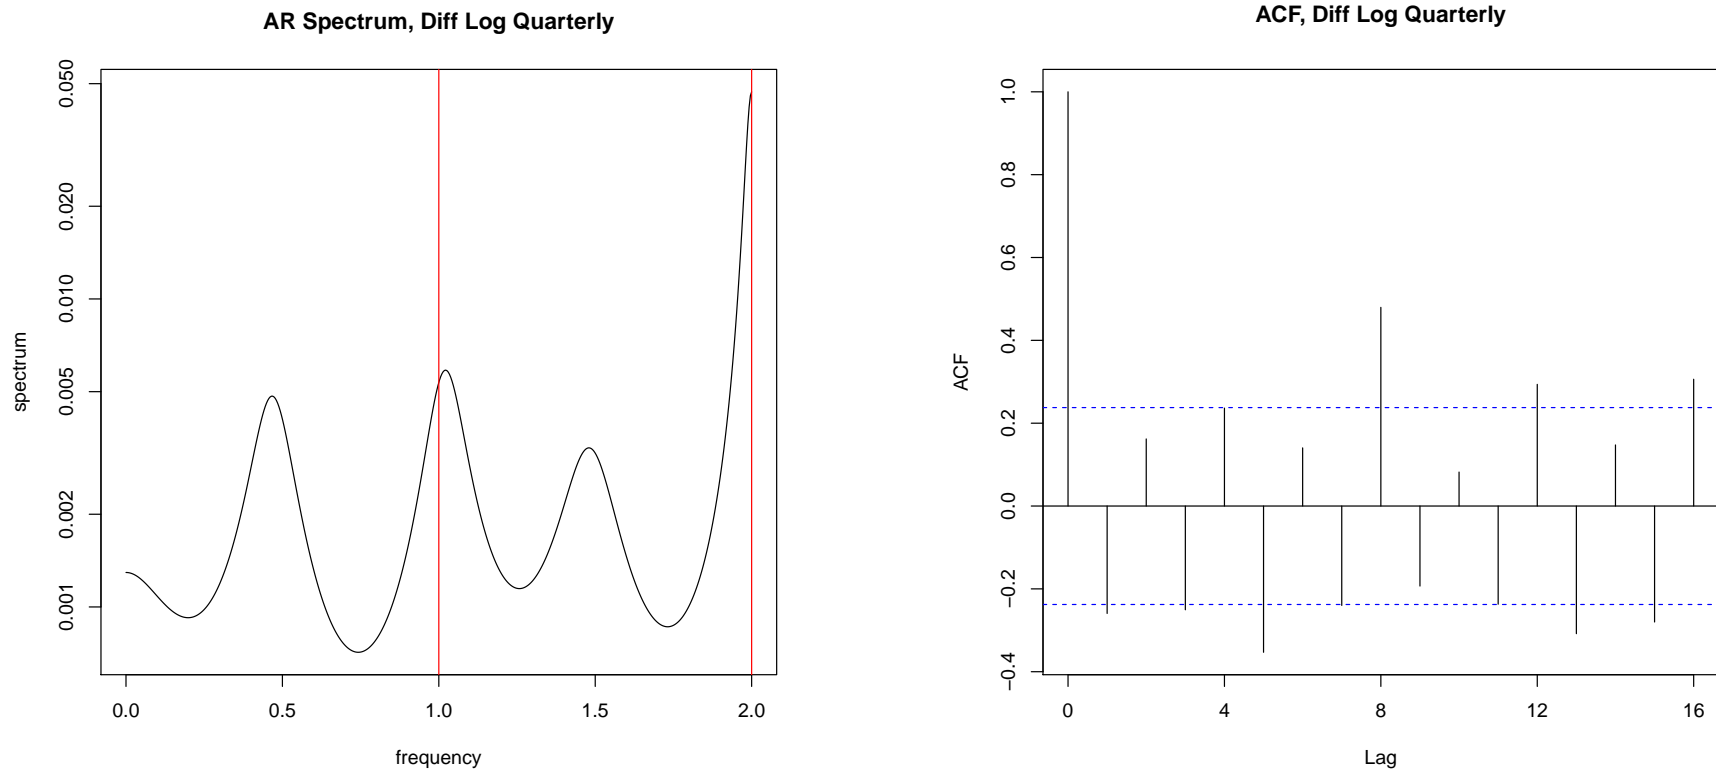 AR Spectrum, Diff Log Quarterly
0.050
0.020
0.010
0.005
0.002
0.001
spectrum
0.0 0.5 1.0 1.5 2.0
frequency
ACF, Diff Log Quarterly
1.0
0.8
0.6
0.4
0.2
0.0
−0.2
−0.4
ACF
0 4 8 12 16
Lag